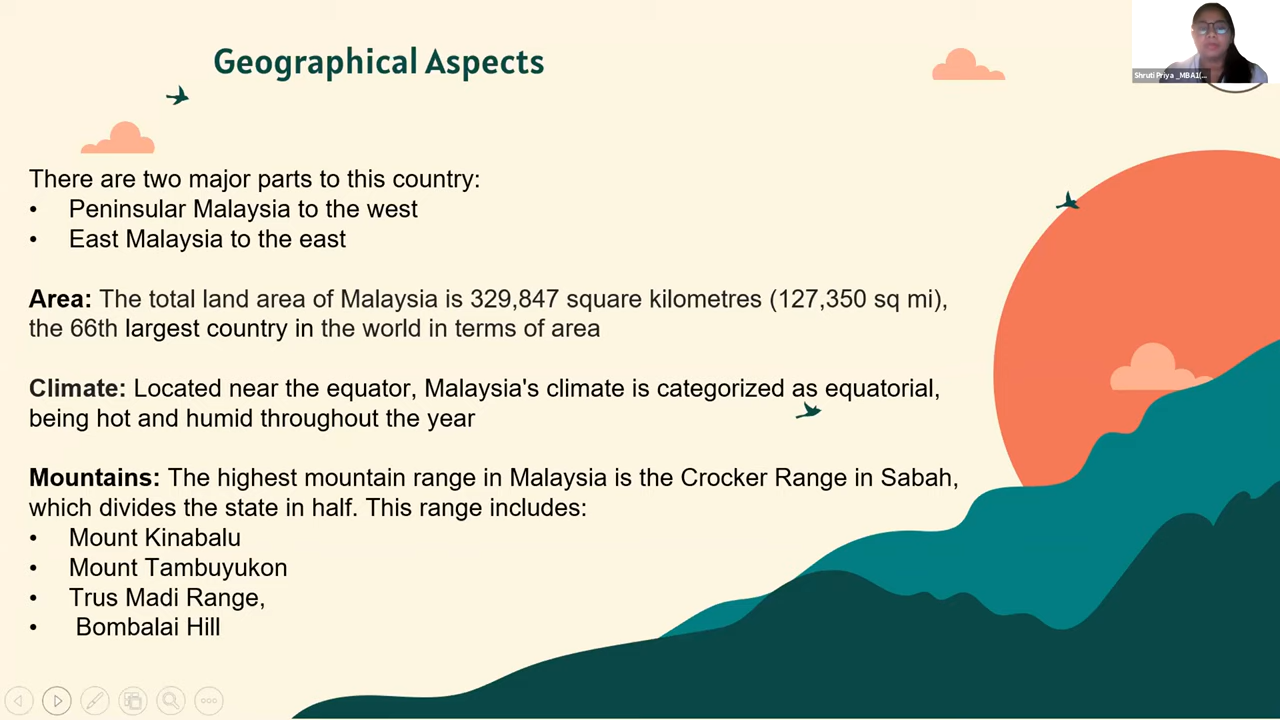 Geographical Aspects
Shruti Priya _MBA1(...
There are two major parts to this country:
• Peninsular Malaysia to the west
• East Malaysia to the east
Area: The total land area of Malaysia is 329,847 square kilometres (127,350 sq mi),
the 66th largest country in the world in terms of area
Climate: Located near the equator, Malaysia's climate is categorized as equatorial,
being hot and humid throughout the year
Mountains: The highest mountain range in Malaysia is the Crocker Range in Sabah,
which divides the state in half. This range includes:
• Mount Kinabalu
• Mount Tambuyukon
• Trus Madi Range,
• Bombalai Hill